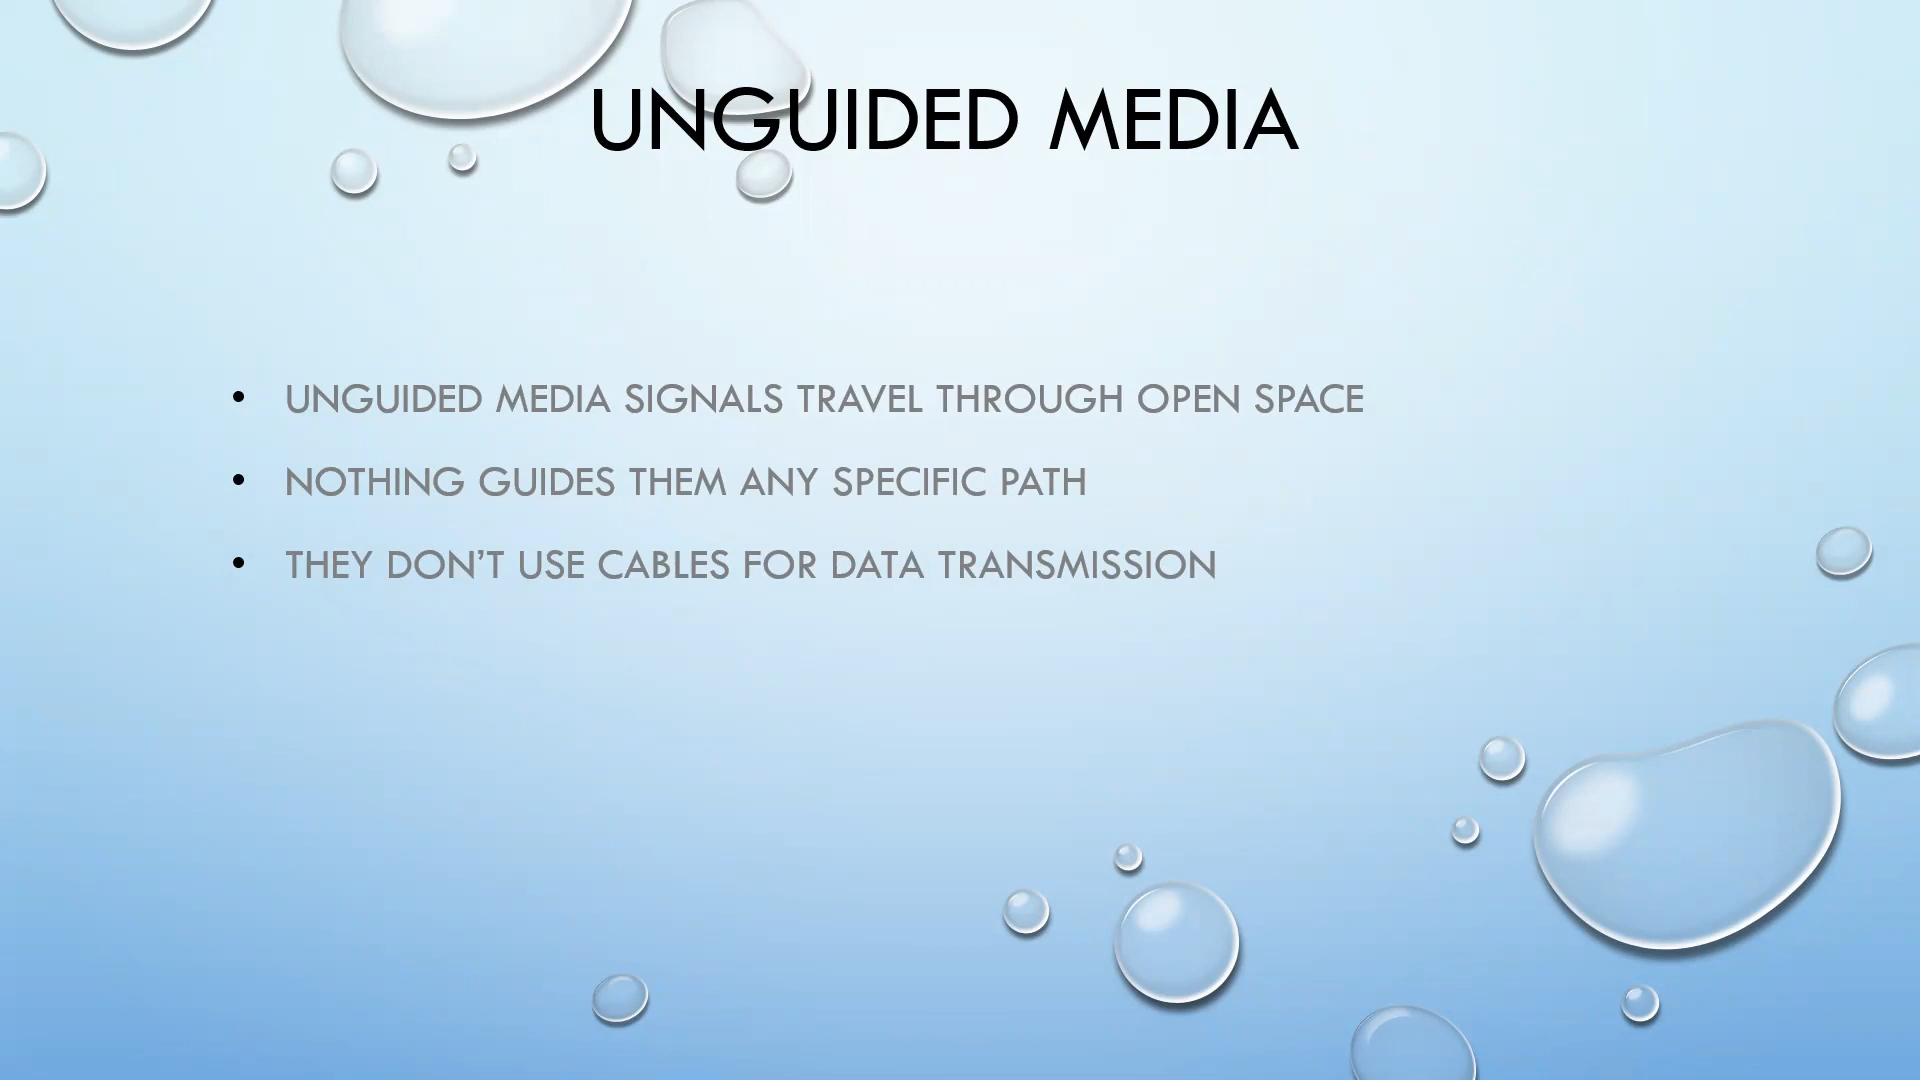 UNGUIDED MEDIA
• UNGUIDED MEDIA SIGNALS TRAVEL THROUGH OPEN SPACE
• NOTHING GUIDES THEM ANY SPECIFIC PATH
• THEY DON’T USE CABLES FOR DATA TRANSMISSION